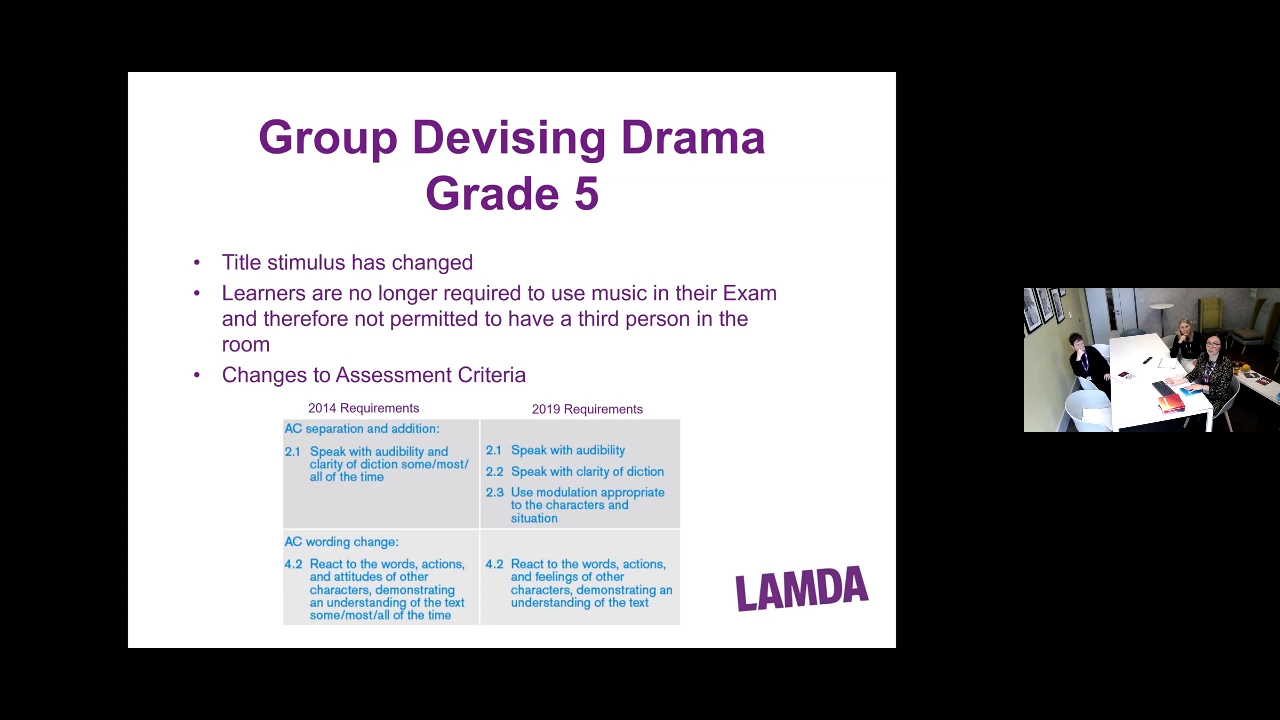 Group Devising Drama
Grade 5
• Title stimulus has changed
• Learners are no longer required to use music in their Exam
and therefore not permitted to have a third person in the
room
• Changes to Assessment Criteria
2014 Requirements
2019 Requirements
AC separation and addition:
2.1 Speak with audibility and
clarity of diction some/most/
all of the time
2.1 Speak with audibility
2.2 Speak with clarity of diction
2.3 Use modulation appropriate
to the characters and
situation
AC wording change:
4.2 React to the words, actions,
and attitudes of other
characters, demonstrating
an understanding of the text
some/most/all of the time
4.2 React to the words, actions,
and feelings of other
characters, demonstrating an
understanding of the text
LAMDA